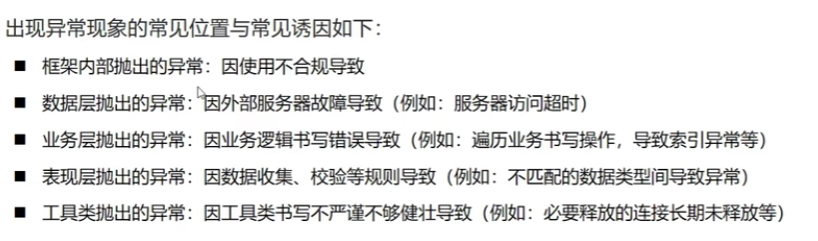 出现异常现象的常见位置与常见诱因如下：
■ 框架内部抛出的异常：因使用不合规导致
■ 数据层抛出的异常：因外部服务器故障导致（例如：服务器访问超时）
■ 业务层抛出的异常：因业务逻辑书写错误导致（例如：遍历业务书写操作，导致索引异常等）
■ 表现层抛出的异常：因数据收集、校验等规则导致（例如：不匹配的数据类型间导致异常）
■ 工具类抛出的异常：因工具类书写不严谨不够健壮导致（例如：必要释放的连接长期未释放等）